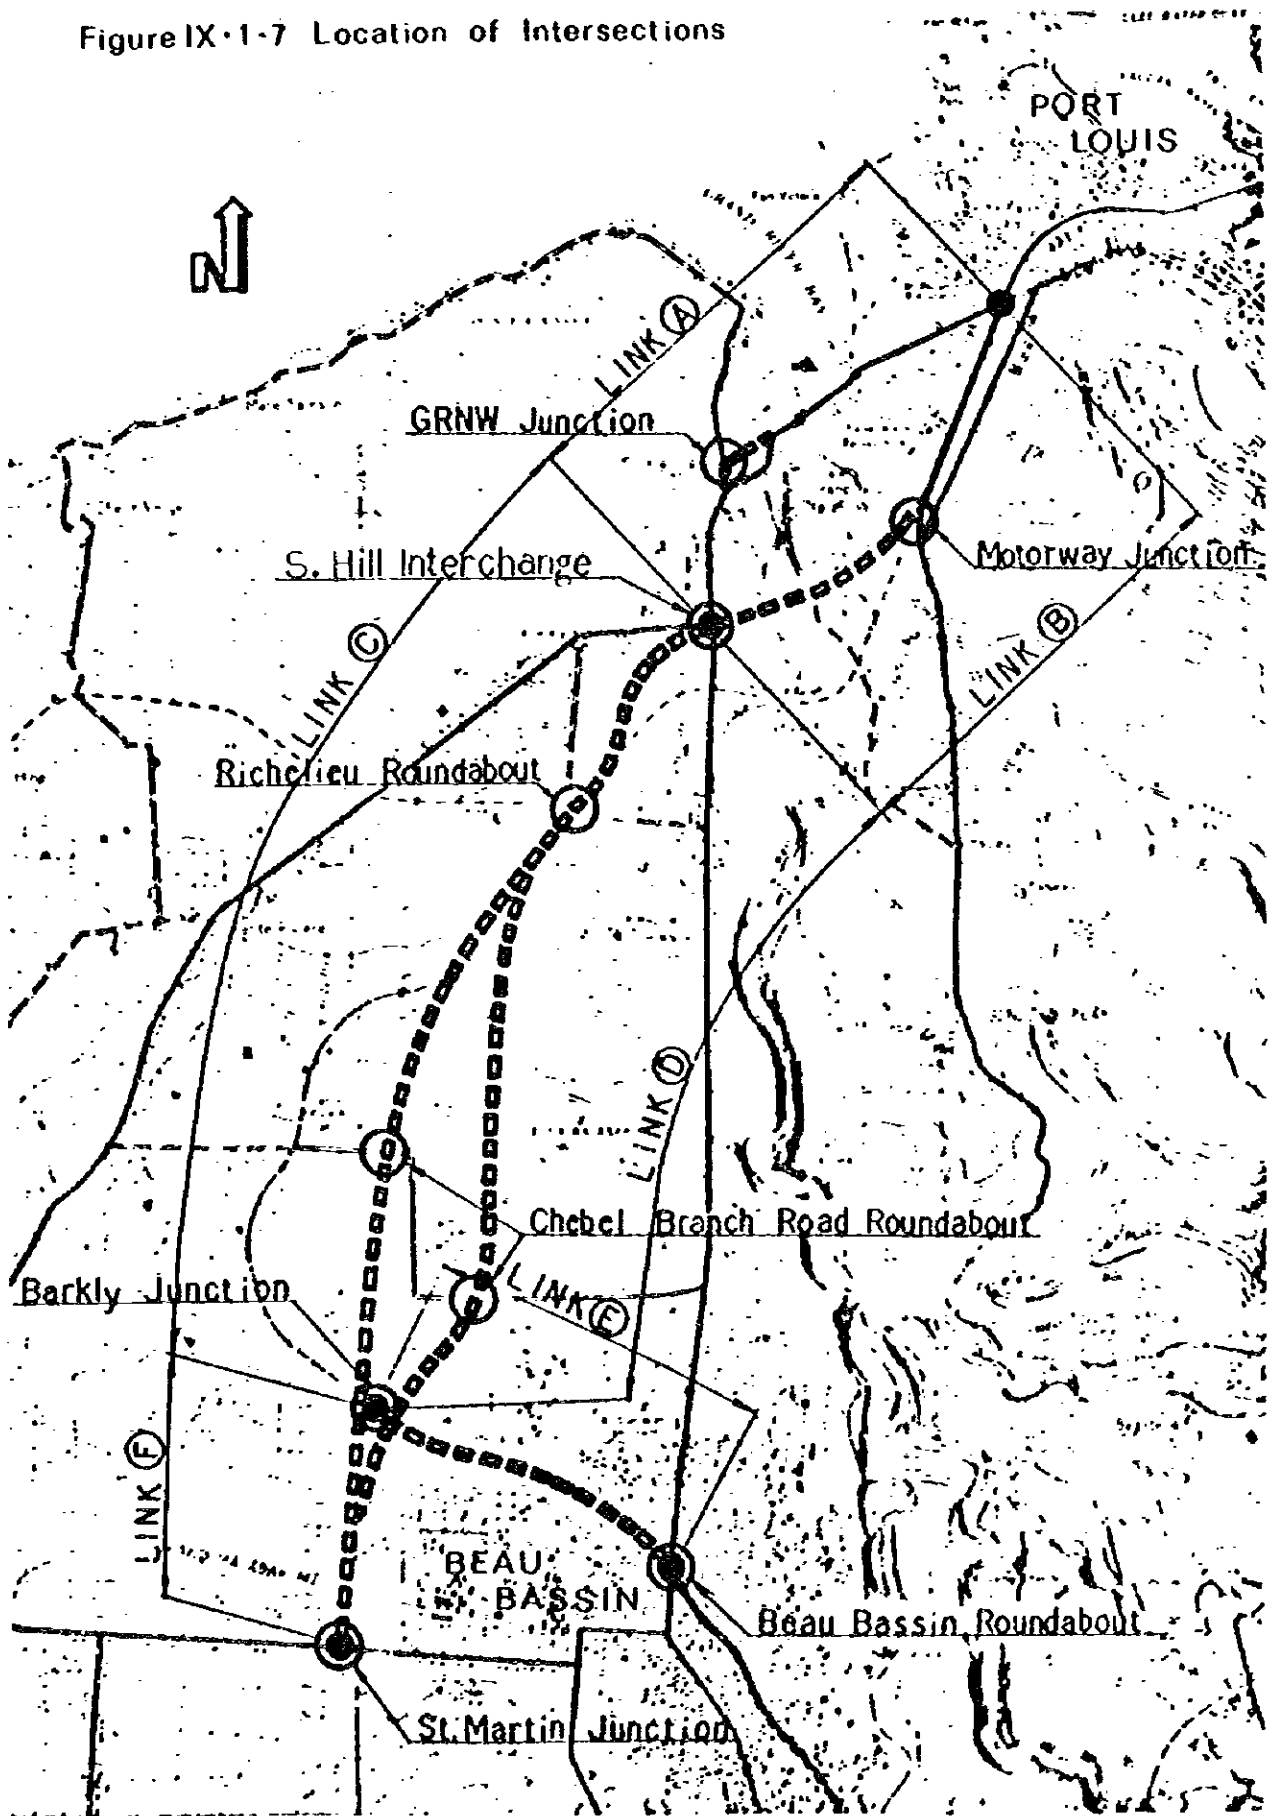 Figure IX·1-7 Location of Intersections
PORT
LOUIS
N
LINK A
GRNW Junction
S. Hill Interchange
Motorway Junction
LINK B
LINK C
Richelieu Roundabout
LINK D
Chebel Branch Road Roundabout
Barkly Junction
LINK E
LINK F
BEAU
BASSIN
Beau Bassin Roundabout
St. Martin Junction